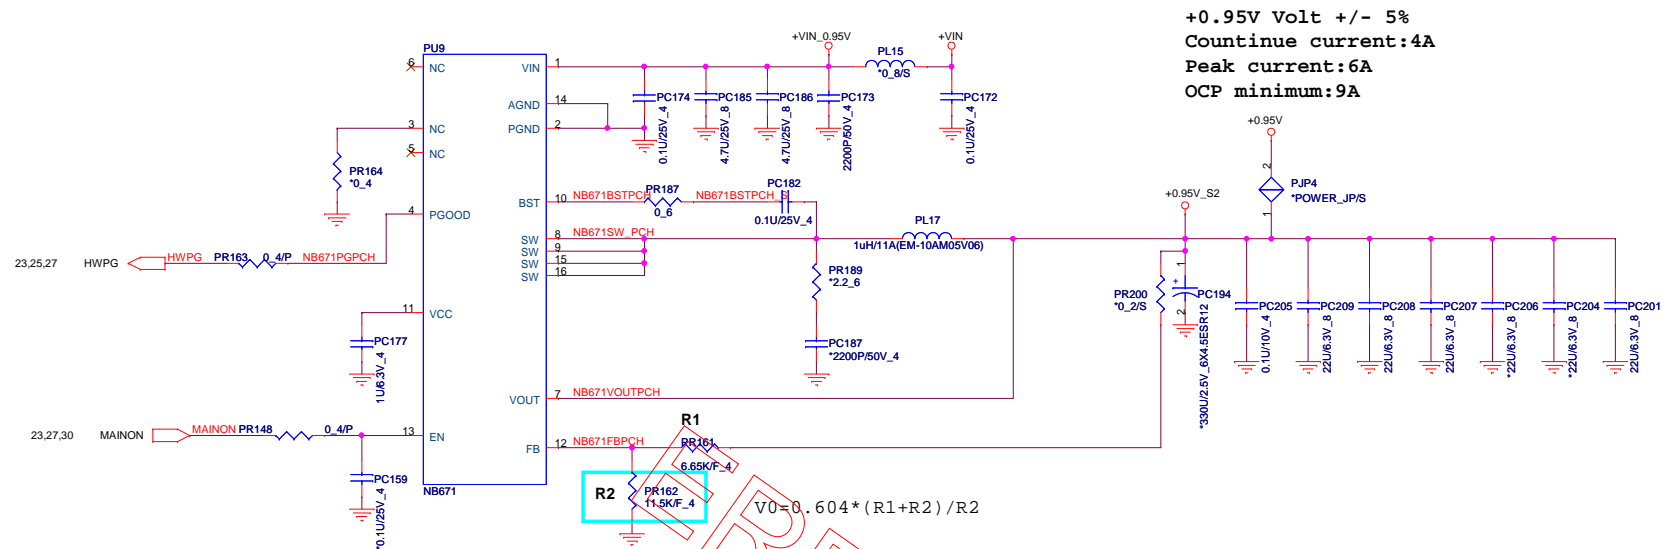 +0.95V Volt +/- 5%
Countinue current:4A
Peak current:6A
OCP minimum:9A
+VIN_0.95V
+VIN
PL15
*0_8/S
PU9
6
NC
VIN
1
3
NC
5
NC
AGND
14
PGND
2
PC174
0.1U/25V_4
PC185
4.7U/25V_8
PC186
4.7U/25V_8
PC173
2200P/50V_4
PC172
0.1U/25V_4
PR164
*0_4
4
PGOOD
BST
10
NB671BSTPCH
PR187
0_6
NB671BSTPCH_S
PC182
0.1U/25V_4
+0.95V
2
1
PJP4
*POWER_JP/S
+0.95V_S2
SW
8
SW
9
SW
15
SW
16
NB671SW_PCH
PL17
1uH/11A(EM-10AM05V06)
23,25,27
HWPG
HWPG
PR163
0_4/P
NB671PGPCH
PR189
*2.2_6
PC187
*2200P/50V_4
PR200
*0_2/S
+
1
2
PC194
*330U/2.5V_6X4.5ESR12
PC205
0.1U/10V_4
PC209
22U/6.3V_8
PC208
22U/6.3V_8
PC207
22U/6.3V_8
PC206
*22U/6.3V_8
PC204
*22U/6.3V_8
PC201
22U/6.3V_8
11
VCC
PC177
1U/6.3V_4
VOUT
7
NB671VOUTPCH
23,27,30
MAINON
MAINON
PR148
0_4/P
13
EN
FB
12
NB671FBPCH
R1
PR161
6.65K/F_4
PC159
*0.1U/25V_4
NB671
R2
PR162
11.5K/F_4
V0=0.604*(R1+R2)/R2